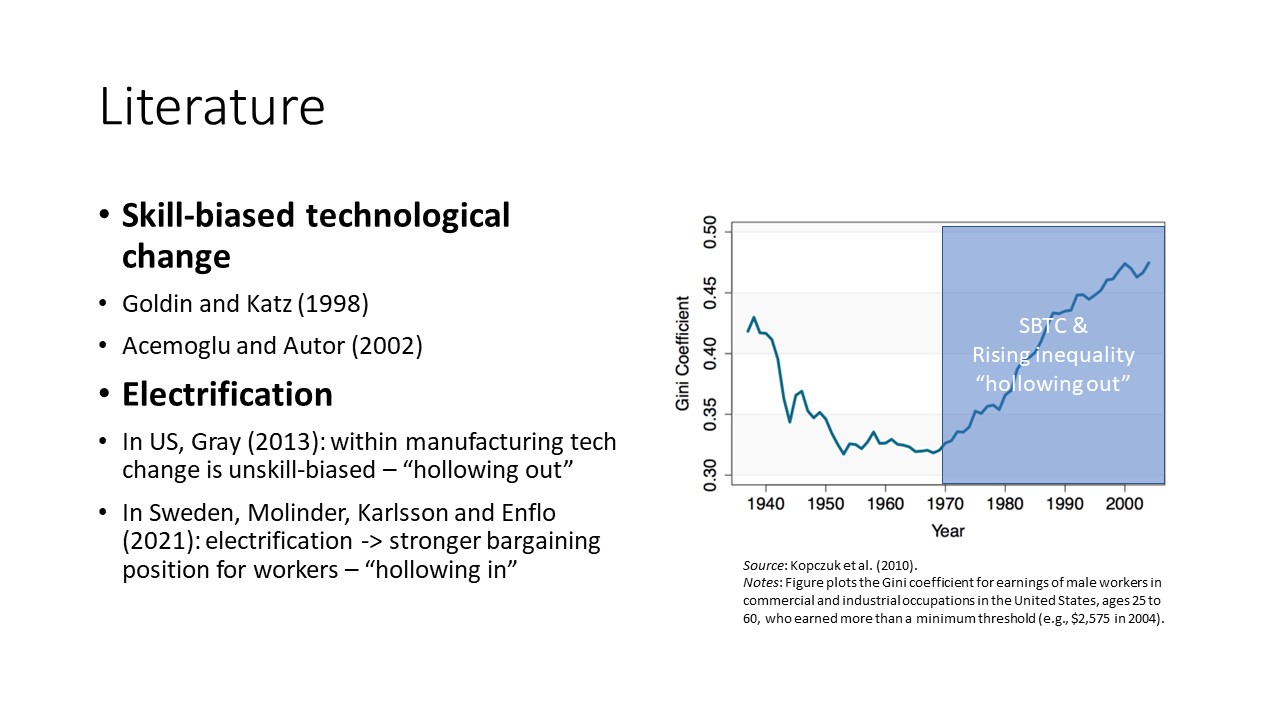 Literature
• Skill-biased technological
change
• Goldin and Katz (1998)
• Acemoglu and Autor (2002)
• Electrification
• In US, Gray (2013): within manufacturing tech
change is unskill-biased – “hollowing out”
• In Sweden, Molinder, Karlsson and Enflo
(2021): electrification -> stronger bargaining
position for workers – “hollowing in”
Gini Coefficient
0.50
0.45
0.40
0.35
0.30
SBTC &
Rising inequality
“hollowing out”
1940 1950 1960 1970 1980 1990 2000
Year
Source: Kopczuk et al. (2010).
Notes: Figure plots the Gini coefficient for earnings of male workers in
commercial and industrial occupations in the United States, ages 25 to
60, who earned more than a minimum threshold (e.g., $2,575 in 2004).